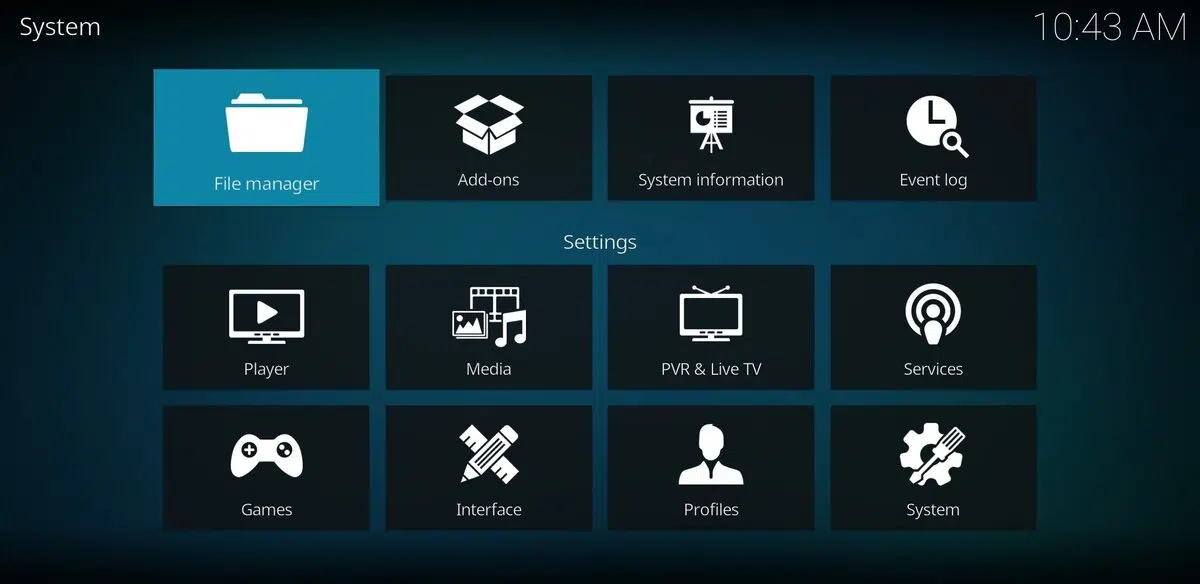 System
10:43 AM
File manager
Add-ons
System information
Event log
Settings
Player
Media
PVR & Live TV
Services
Games
Interface
Profiles
System